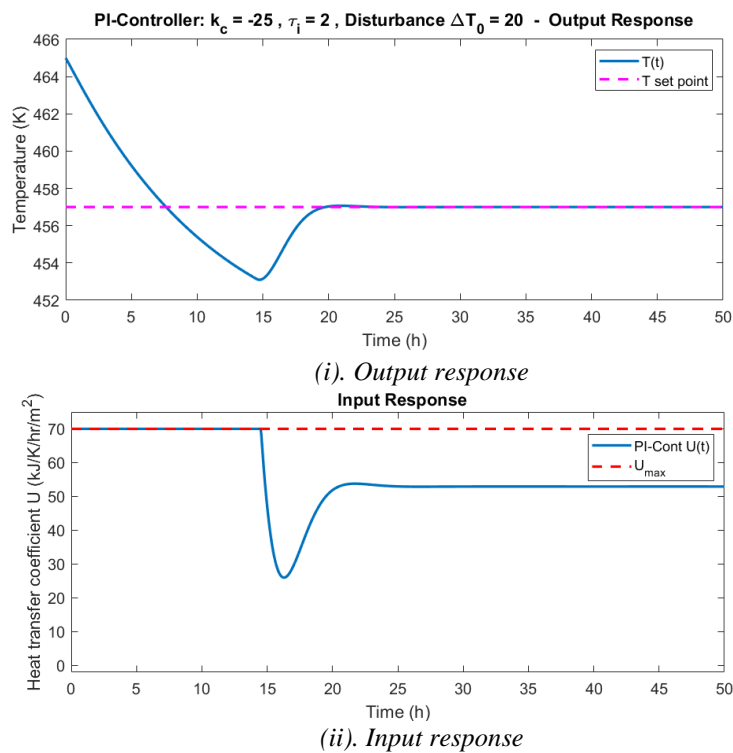 PI-Controller: k_c = -25 , τ_i = 2 , Disturbance ΔT_0 = 20 - Output Response
466
464
462
460
458
456
454
452
Temperature (K)
T(t)
T set point
0 5 10 15 20 25 30 35 40 45 50
Time (h)
(i). Output response
Input Response
70
60
50
40
30
20
10
0
Heat transfer coefficient U (kJ/K/hr/m²)
PI-Cont U(t)
U_max
0 5 10 15 20 25 30 35 40 45 50
Time (h)
(ii). Input response